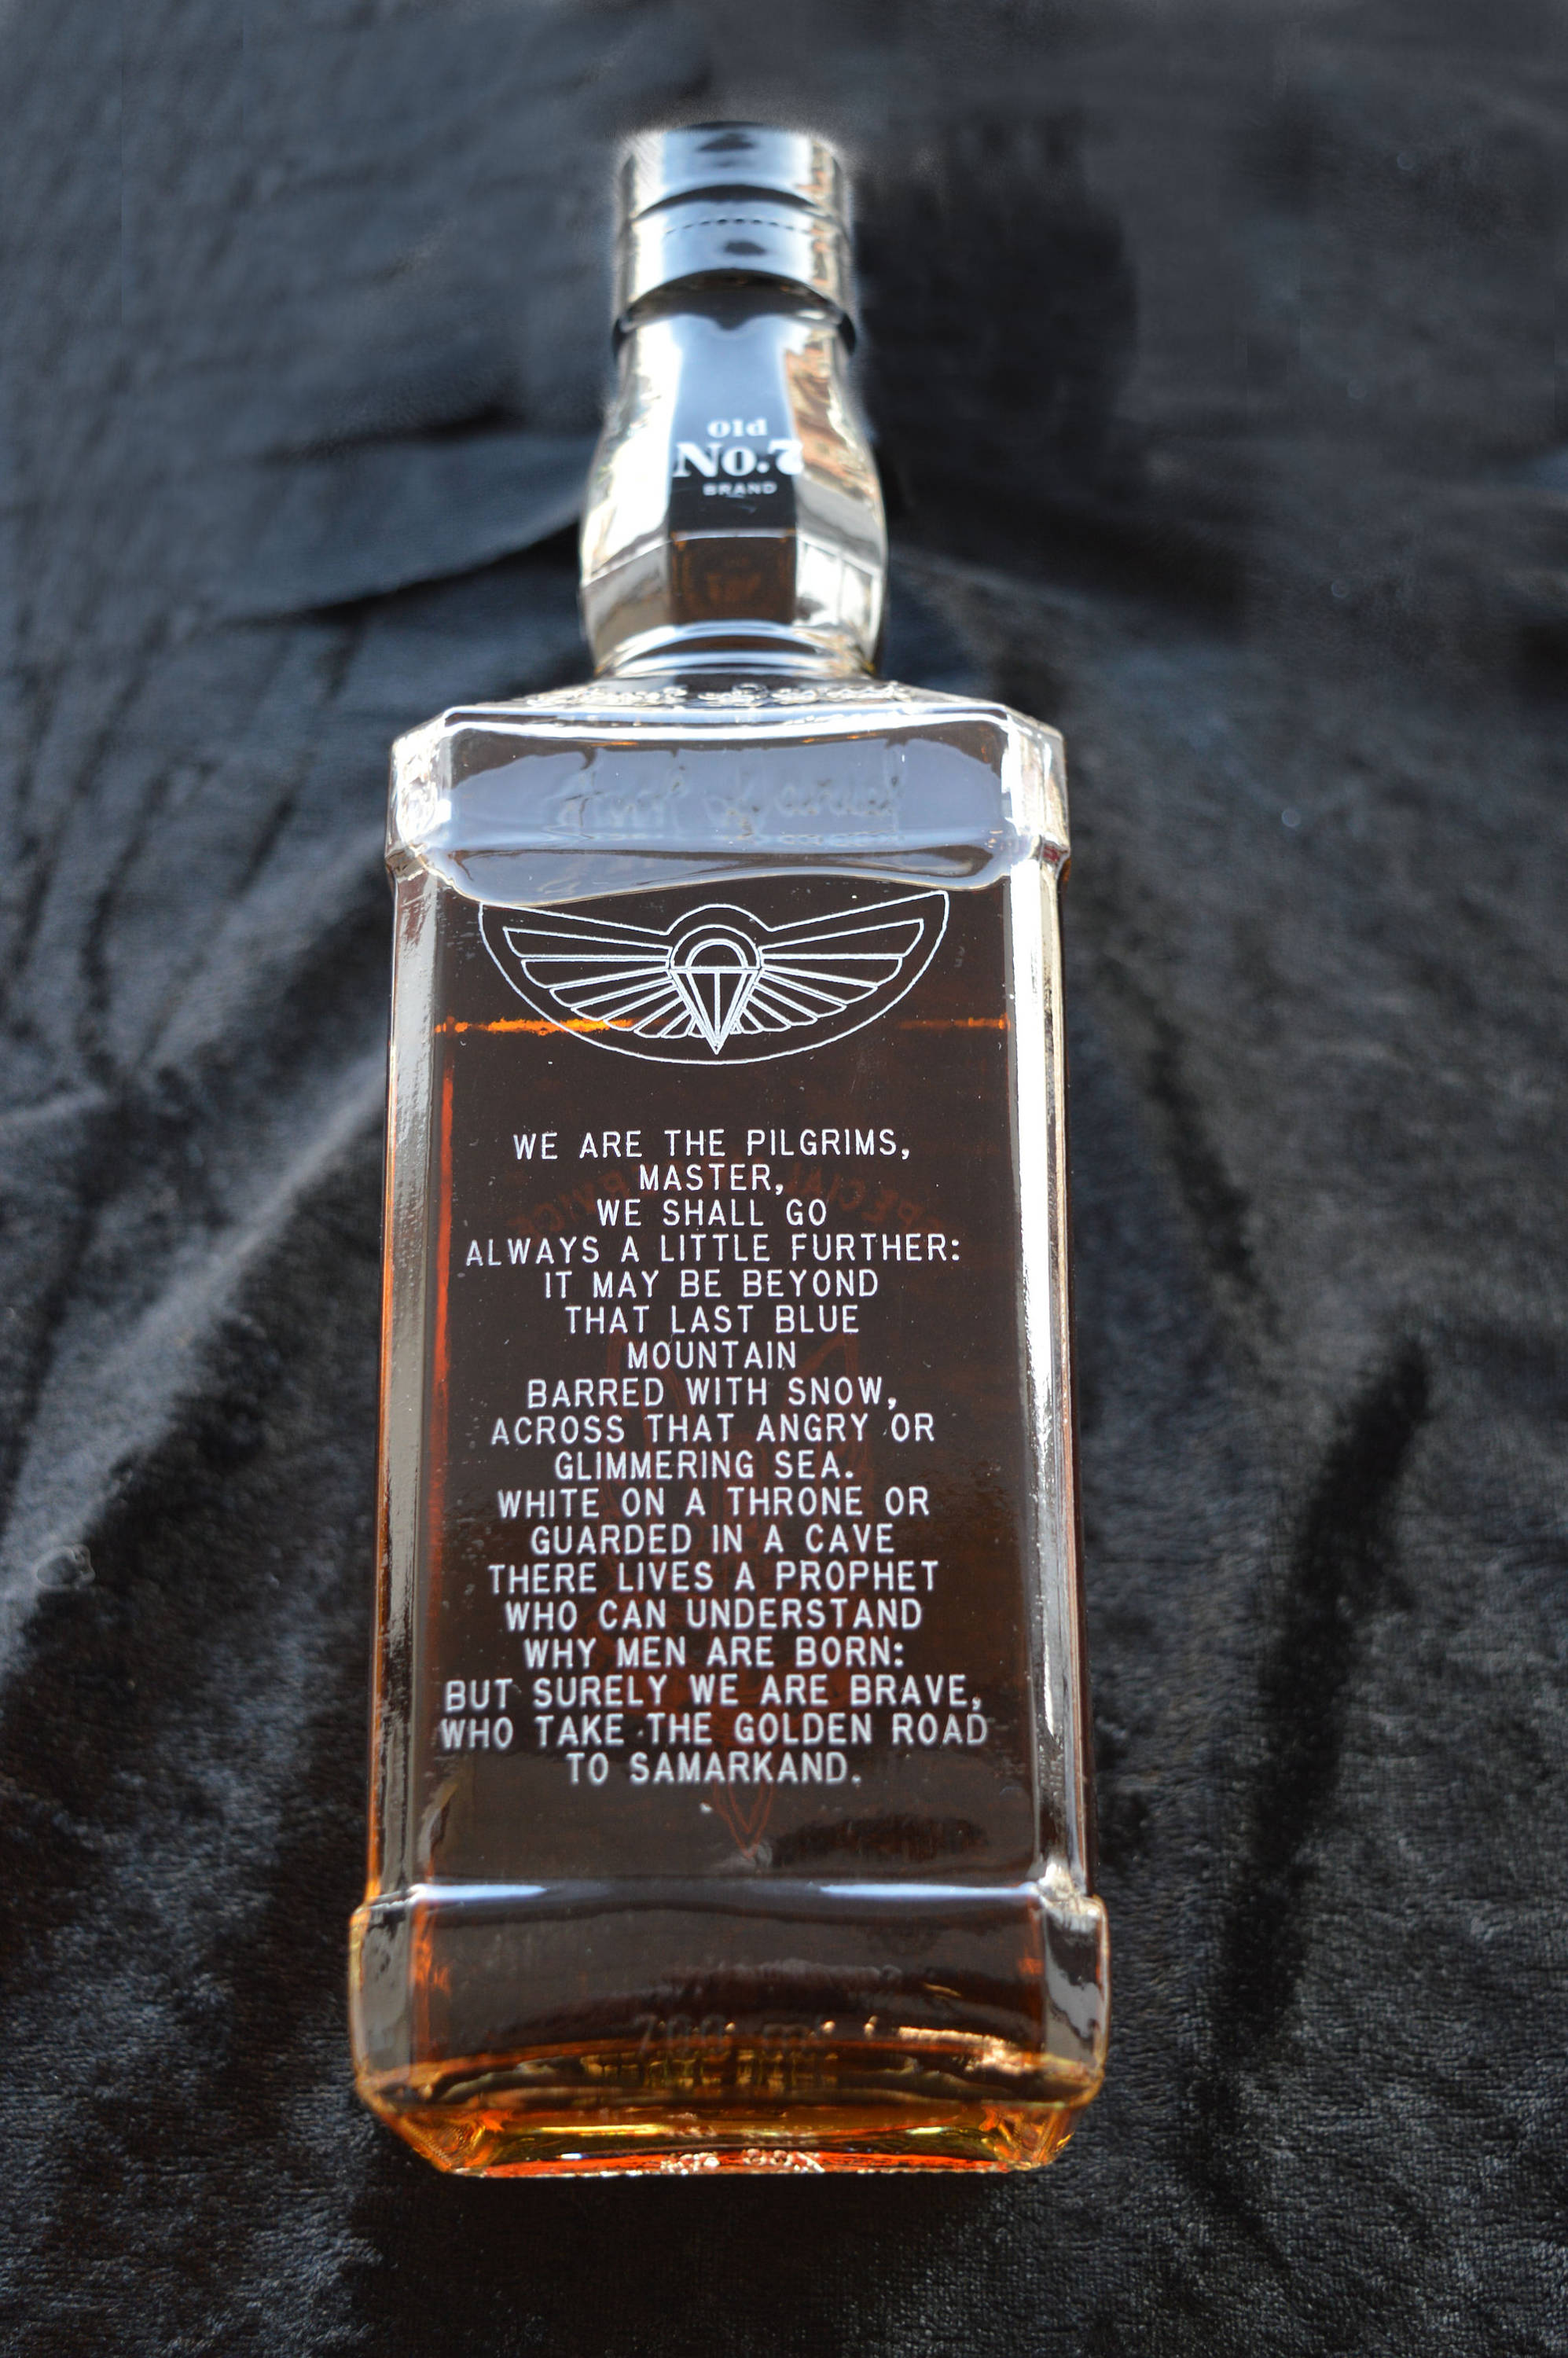 Old
No.7
BRAND
WE ARE THE PILGRIMS,
MASTER,
WE SHALL GO
ALWAYS A LITTLE FURTHER:
IT MAY BE BEYOND
THAT LAST BLUE
MOUNTAIN
BARRED WITH SNOW,
ACROSS THAT ANGRY OR
GLIMMERING SEA.
WHITE ON A THRONE OR
GUARDED IN A CAVE
THERE LIVES A PROPHET
WHO CAN UNDERSTAND
WHY MEN ARE BORN:
BUT SURELY WE ARE BRAVE,
WHO TAKE THE GOLDEN ROAD
TO SAMARKAND.